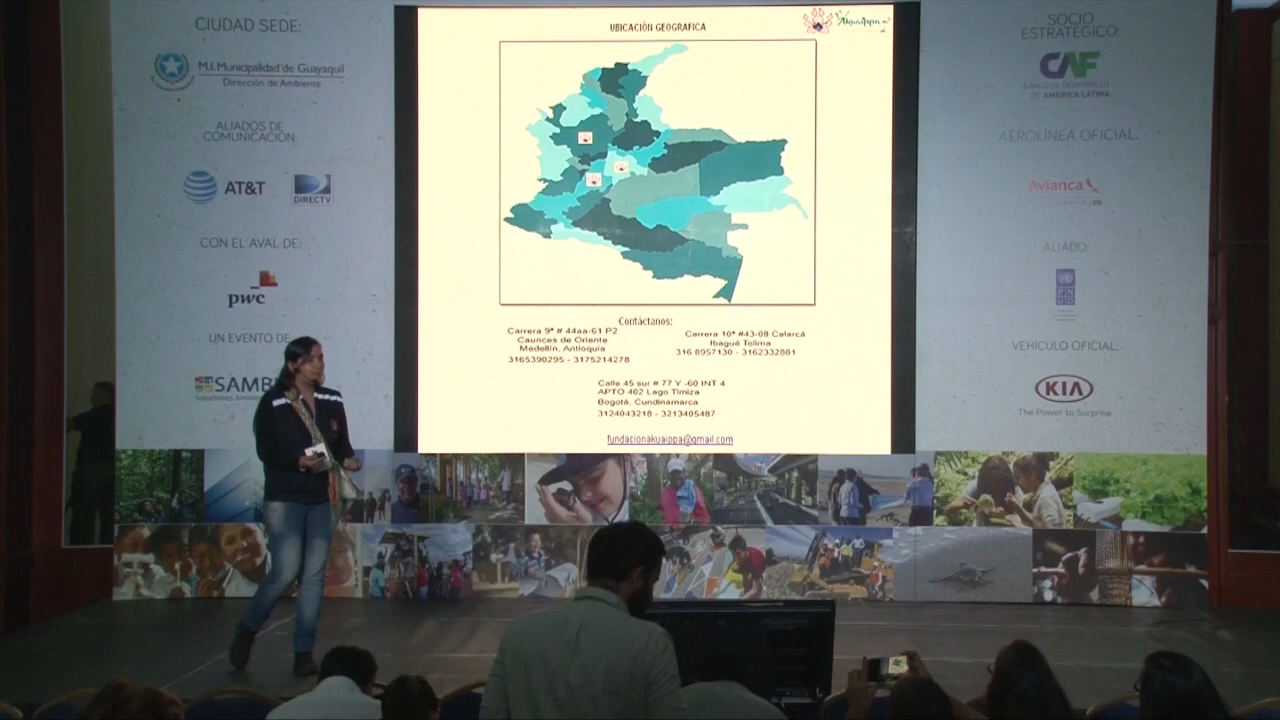 CIUDAD SEDE:
M.I. Municipalidad de Guayaquil
Dirección de Ambiente
ALIADOS DE
COMUNICACIÓN:
AT&T
DIRECTV
CON EL AVAL DE:
pwc
UN EVENTO DE
SAMB
UBICACIÓN GEOGRAFICA
Akuaippa
Contáctanos:
Carrera 9ª # 44aa-61 P2
Caunces de Oriente
Medellín, Antioquia
3165390295 - 3175214278
Carrera 10ª #43-08 Calarcá
Ibagué Tolima
316 8957130 - 3162332881
Calle 45 sur # 77 Y -60 INT 4
APTO 402 Lago Timiza
Bogotá, Cundinamarca
3124043218 - 3213405487
fundacionakuaippa@gmail.com
SOCIO
ESTRATÉGICO:
CAF
BANCO DE DESARROLLO
DE AMÉRICA LATINA
AEROLÍNEA OFICIAL:
Avianca
ALIADO:
PNUD
VEHÍCULO OFICIAL:
KIA
The Power to Surprise